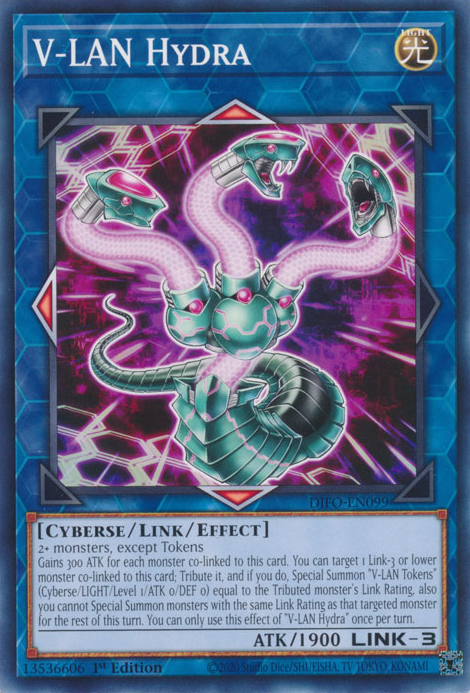 V-LAN HYDRA
LIGHT
光
DIFO-EN099
[CYBERSE/LINK/EFFECT]
2+ monsters, except Tokens
Gains 300 ATK for each monster co-linked to this card. You can target 1 Link-3 or lower
monster co-linked to this card; Tribute it, and if you do, Special Summon "V-LAN Tokens"
(Cyberse/LIGHT/Level 1/ATK 0/DEF 0) equal to the Tributed monster's Link Rating, also
you cannot Special Summon monsters with the same Link Rating as that targeted monster
for the rest of this turn. You can only use this effect of "V-LAN Hydra" once per turn.
ATK/1900 LINK-3
13536606 1st Edition ©2020 Studio Dice/SHUEISHA, TV TOKYO, KONAMI